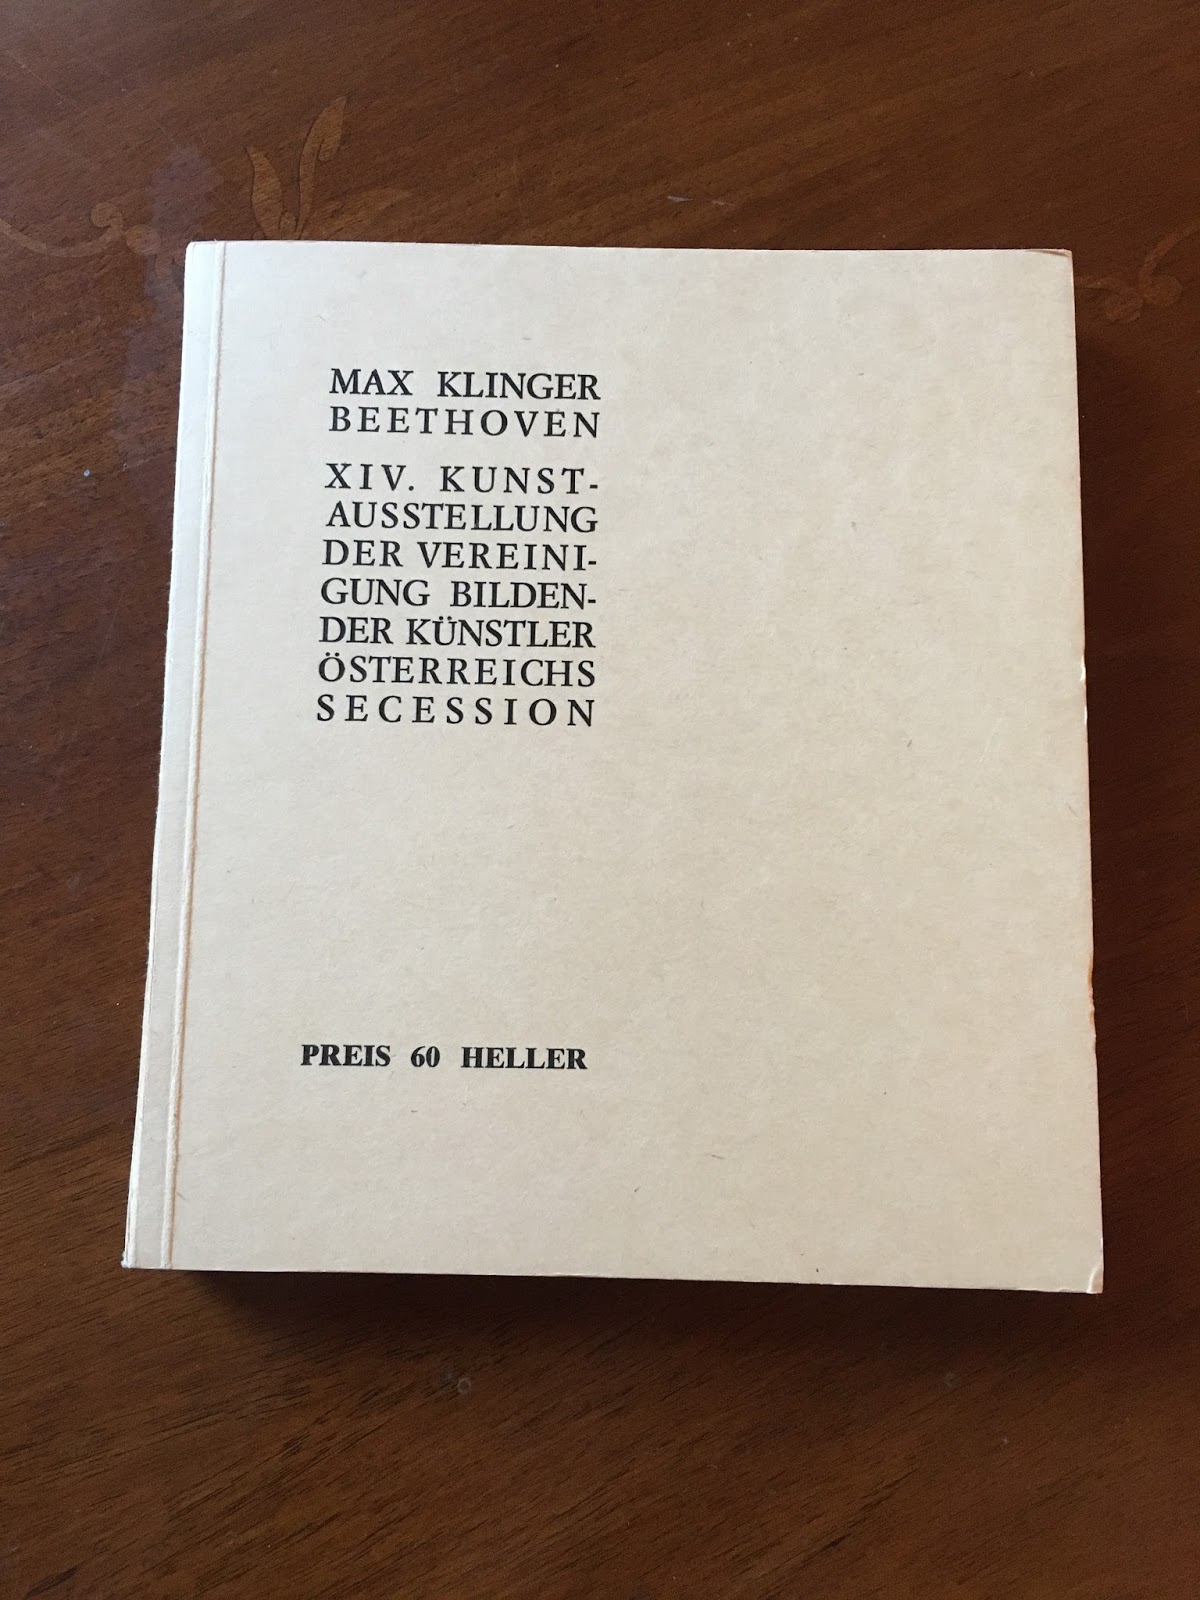 MAX KLINGER
BEETHOVEN
XIV. KUNST-
AUSSTELLUNG
DER VEREINI-
GUNG BILDEN-
DER KÜNSTLER
ÖSTERREICHS
SECESSION
PREIS 60 HELLER